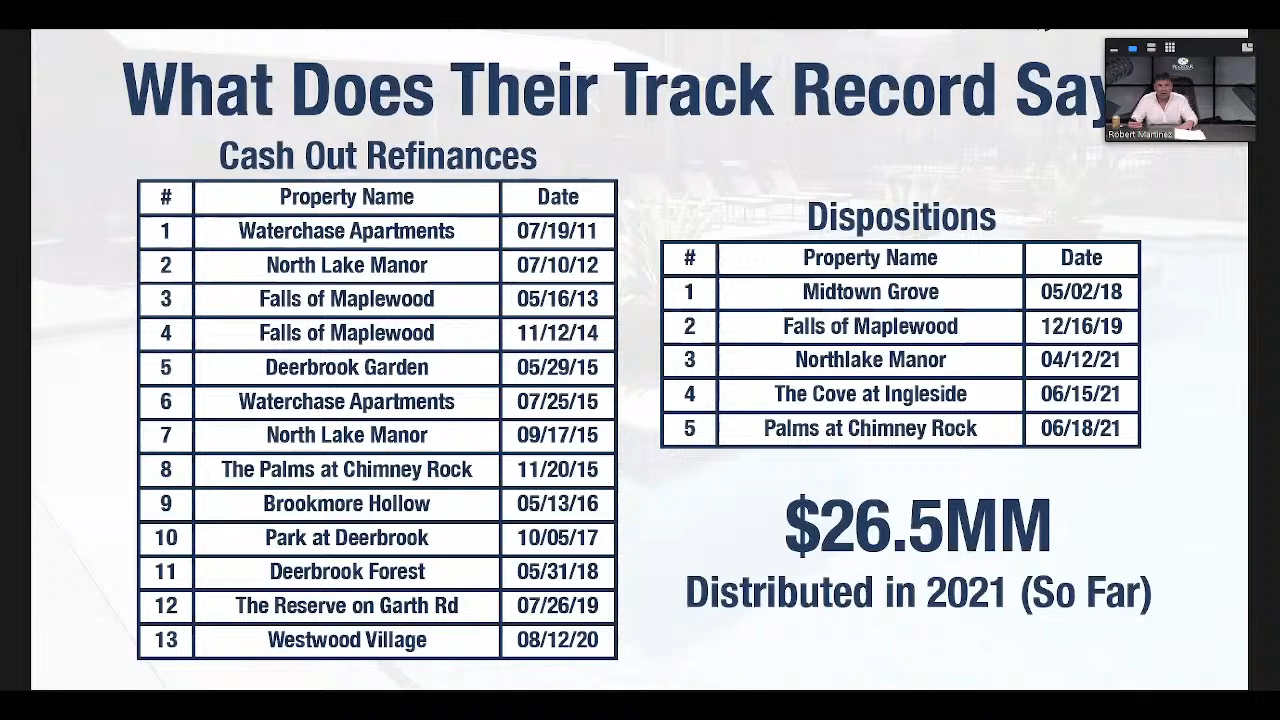 What Does Their Track Record Say
Cash Out Refinances
# Property Name Date
1 Waterchase Apartments 07/19/11
2 North Lake Manor 07/10/12
3 Falls of Maplewood 05/16/13
4 Falls of Maplewood 11/12/14
5 Deerbrook Garden 05/29/15
6 Waterchase Apartments 07/25/15
7 North Lake Manor 09/17/15
8 The Palms at Chimney Rock 11/20/15
9 Brookmore Hollow 05/13/16
10 Park at Deerbrook 10/05/17
11 Deerbrook Forest 05/31/18
12 The Reserve on Garth Rd 07/26/19
13 Westwood Village 08/12/20
Dispositions
# Property Name Date
1 Midtown Grove 05/02/18
2 Falls of Maplewood 12/16/19
3 Northlake Manor 04/12/21
4 The Cove at Ingleside 06/15/21
5 Palms at Chimney Rock 06/18/21
$26.5MM
Distributed in 2021 (So Far)
Robert Martinez